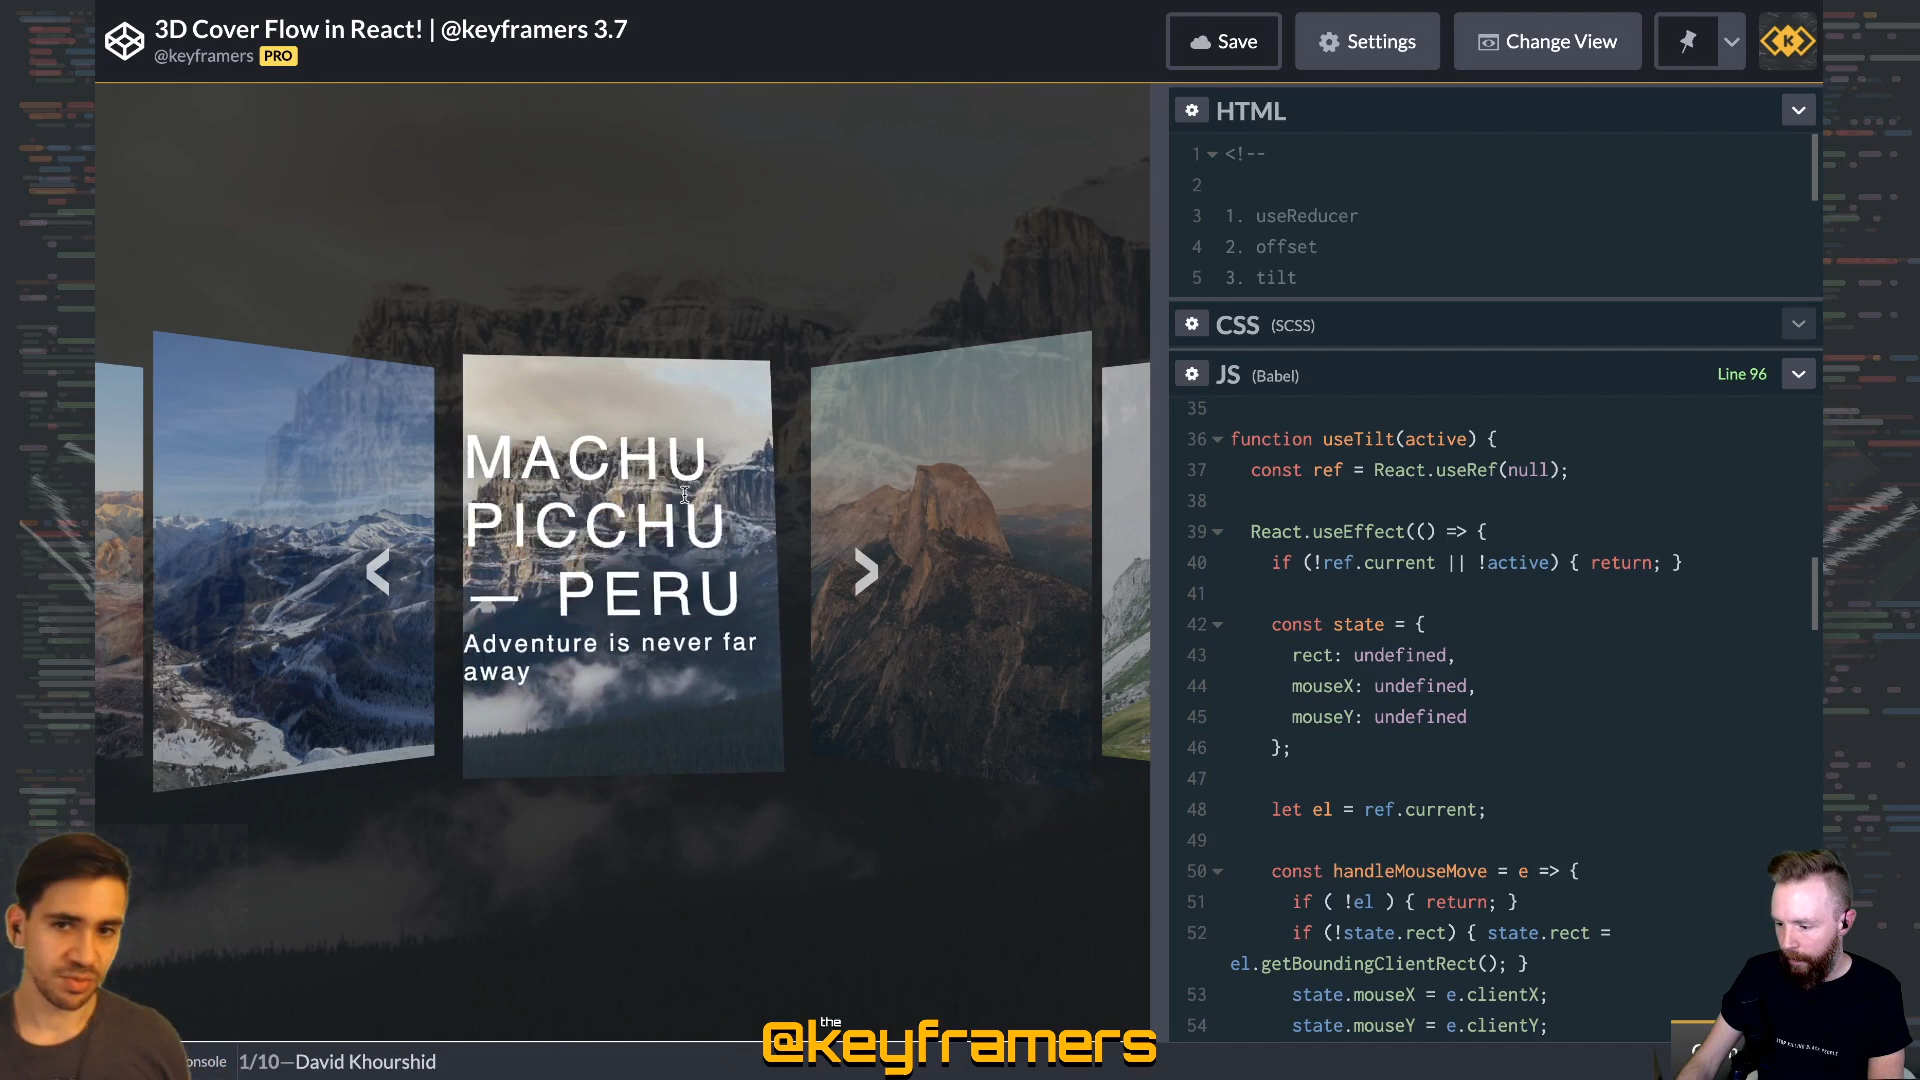 3D Cover Flow in React! | @keyframers 3.7
@keyframers PRO
Save
Settings
Change View
K
HTML
1 <!--
2
3 1. useReducer
4 2. offset
5 3. tilt
CSS (SCSS)
JS (Babel)
Line 96
35
36 function useTilt(active) {
37 const ref = React.useRef(null);
38
39 React.useEffect(() => {
40 if (!ref.current || !active) { return; }
41
42 const state = {
43 rect: undefined,
44 mouseX: undefined,
45 mouseY: undefined
46 };
47
48 let el = ref.current;
49
50 const handleMouseMove = e => {
51 if ( !el ) { return; }
52 if (!state.rect) { state.rect =
el.getBoundingClientRect(); }
53 state.mouseX = e.clientX;
54 state.mouseY = e.clientY;
MACHU
PICCHU
— PERU
Adventure is never far
away
<
>
onsole
1/10—David Khourshid
the
@keyframers
STOP KILLING BLACK PEOPLE